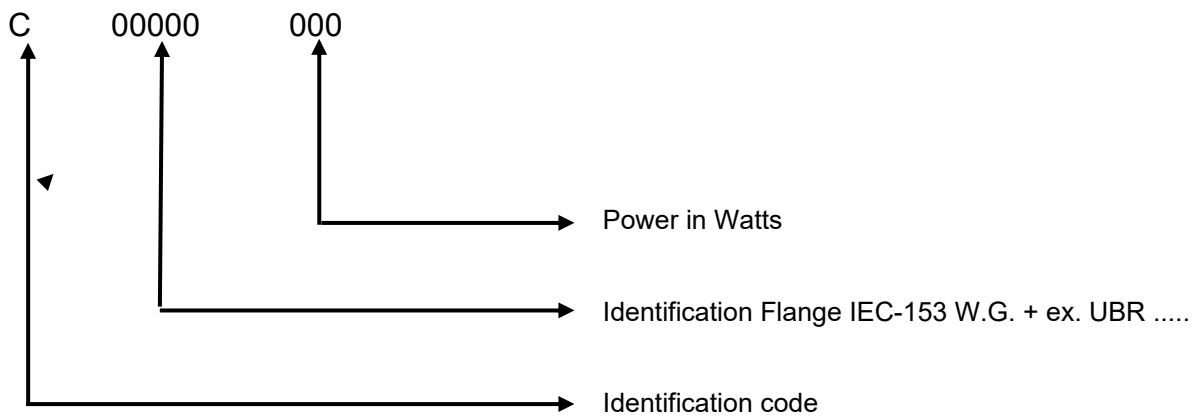 C 00000 000
Power in Watts
Identification Flange IEC-153 W.G. + ex. UBR .....
Identification code